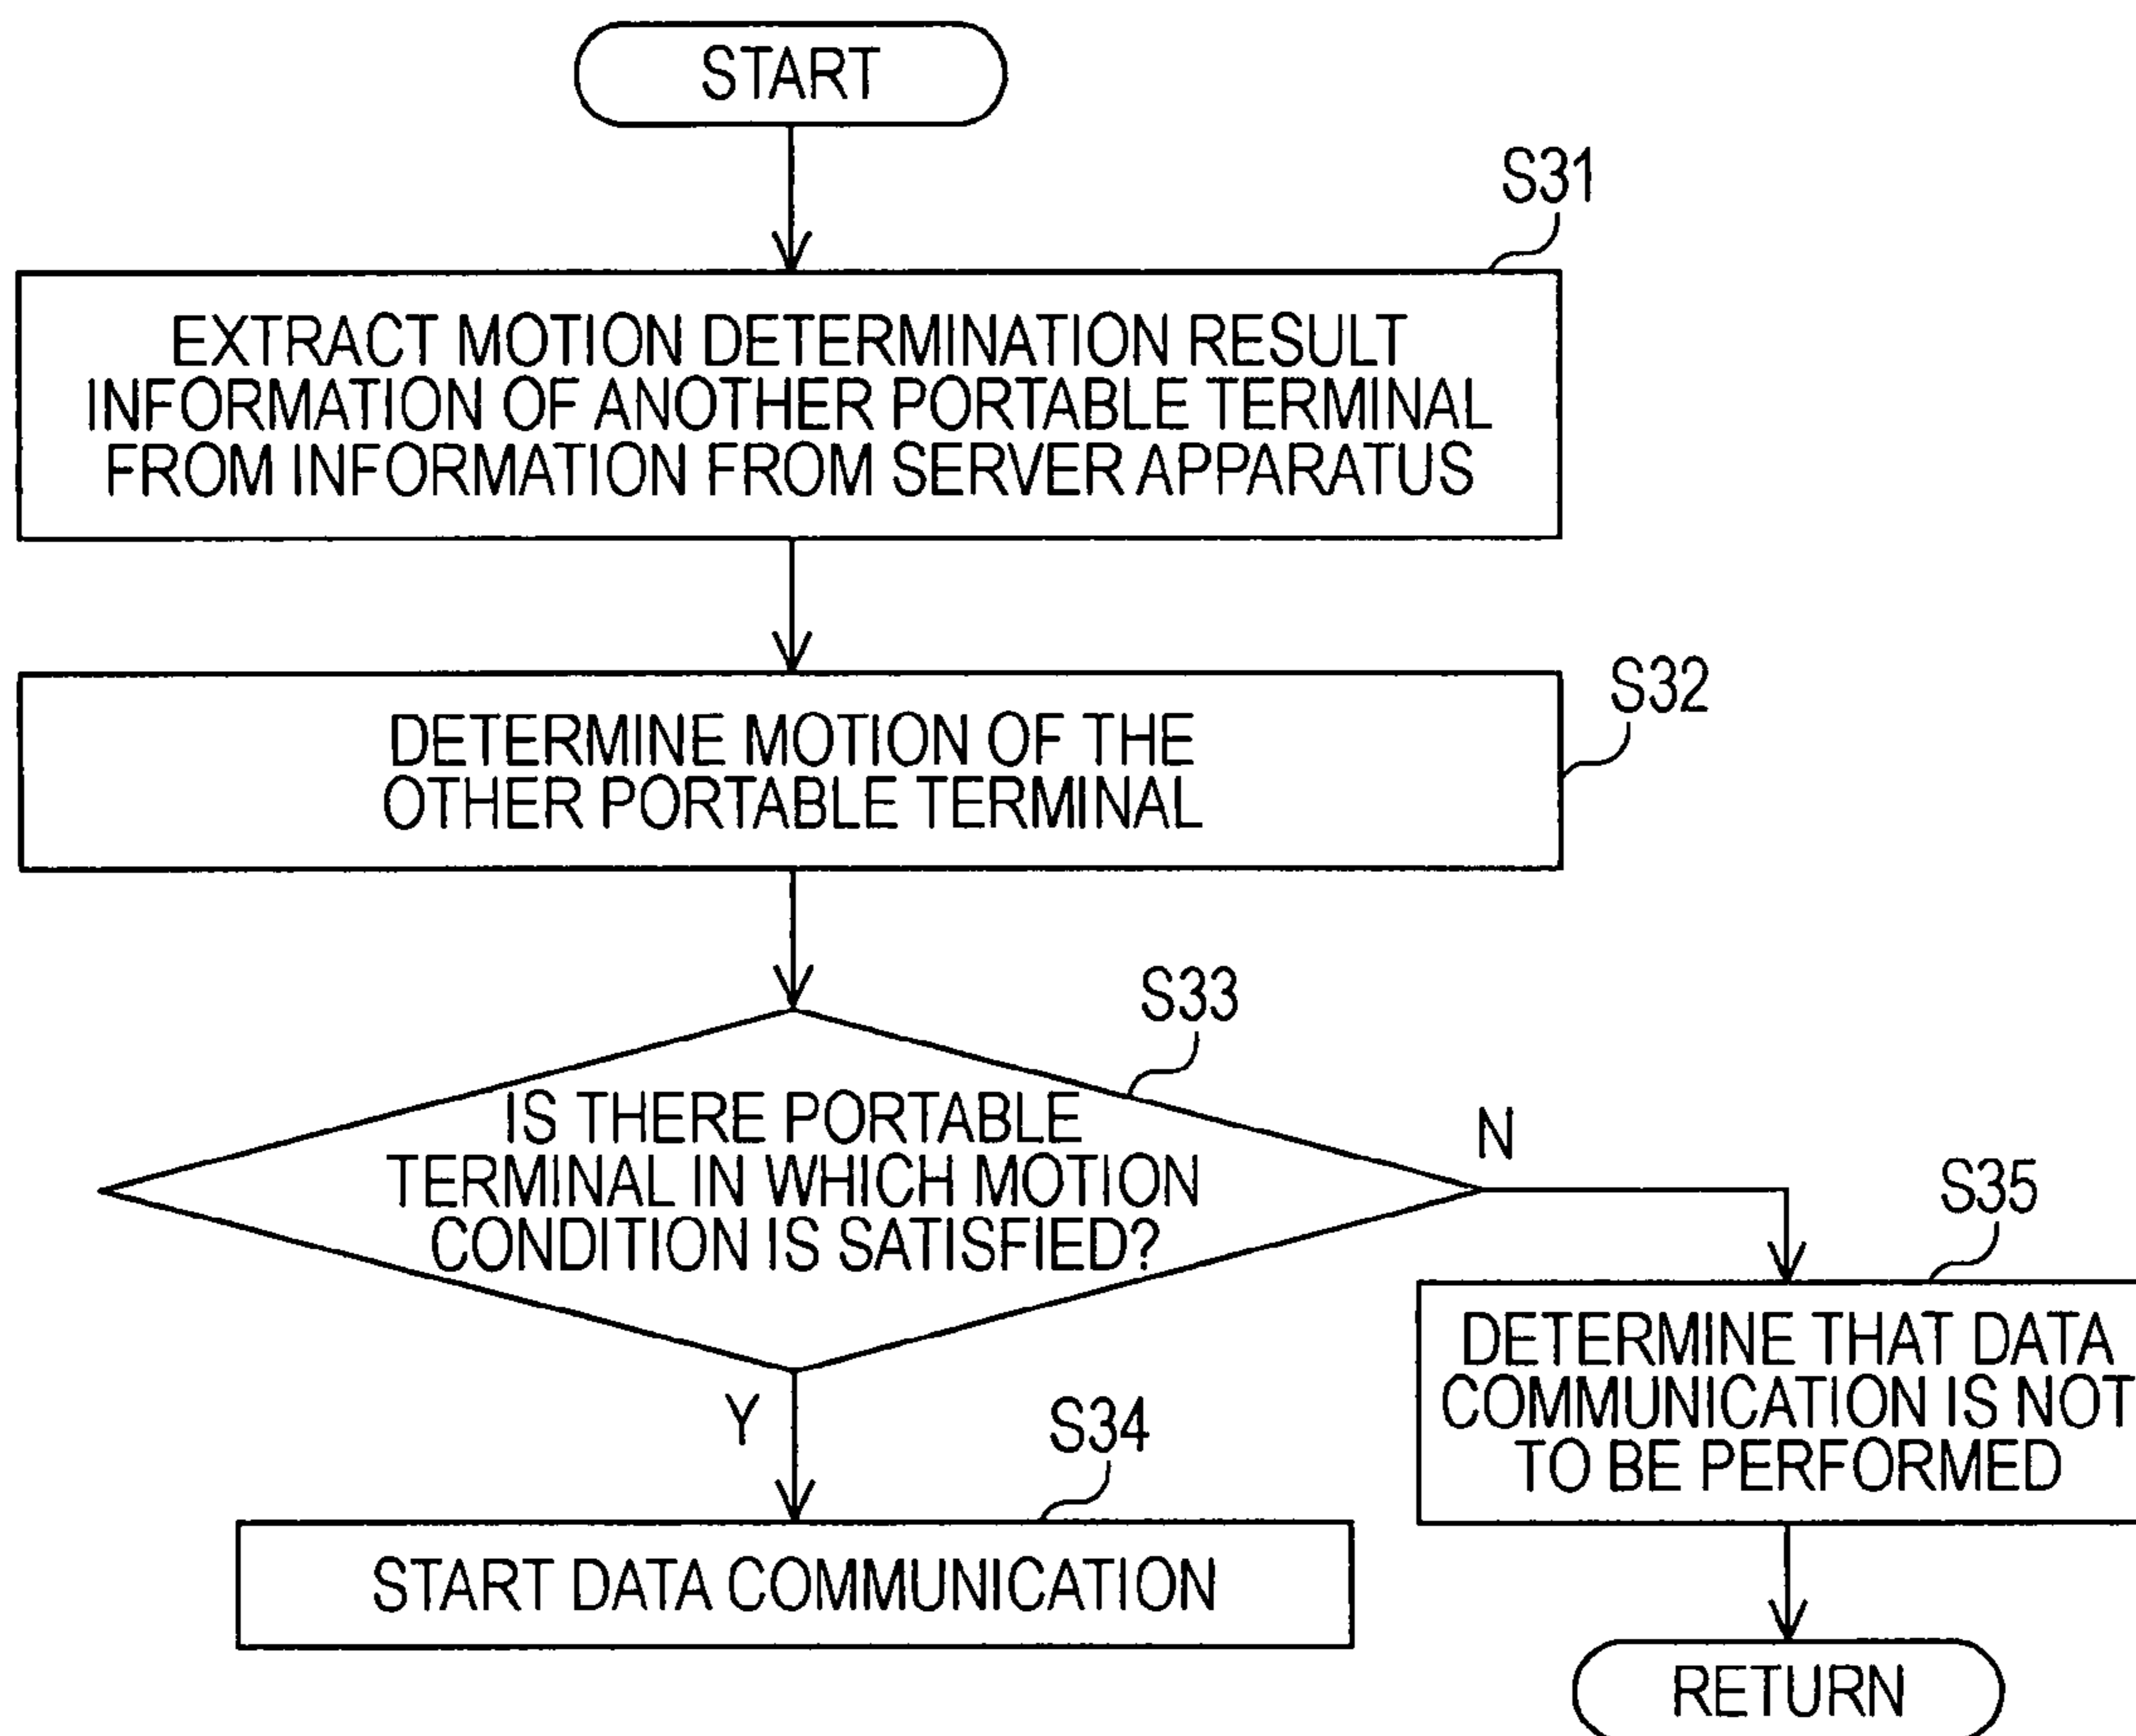 START
S31
EXTRACT MOTION DETERMINATION RESULT
INFORMATION OF ANOTHER PORTABLE TERMINAL
FROM INFORMATION FROM SERVER APPARATUS
S32
DETERMINE MOTION OF THE
OTHER PORTABLE TERMINAL
S33
IS THERE PORTABLE
TERMINAL IN WHICH MOTION
CONDITION IS SATISFIED?
N
S35
DETERMINE THAT DATA
COMMUNICATION IS NOT
TO BE PERFORMED
Y
S34
START DATA COMMUNICATION
RETURN